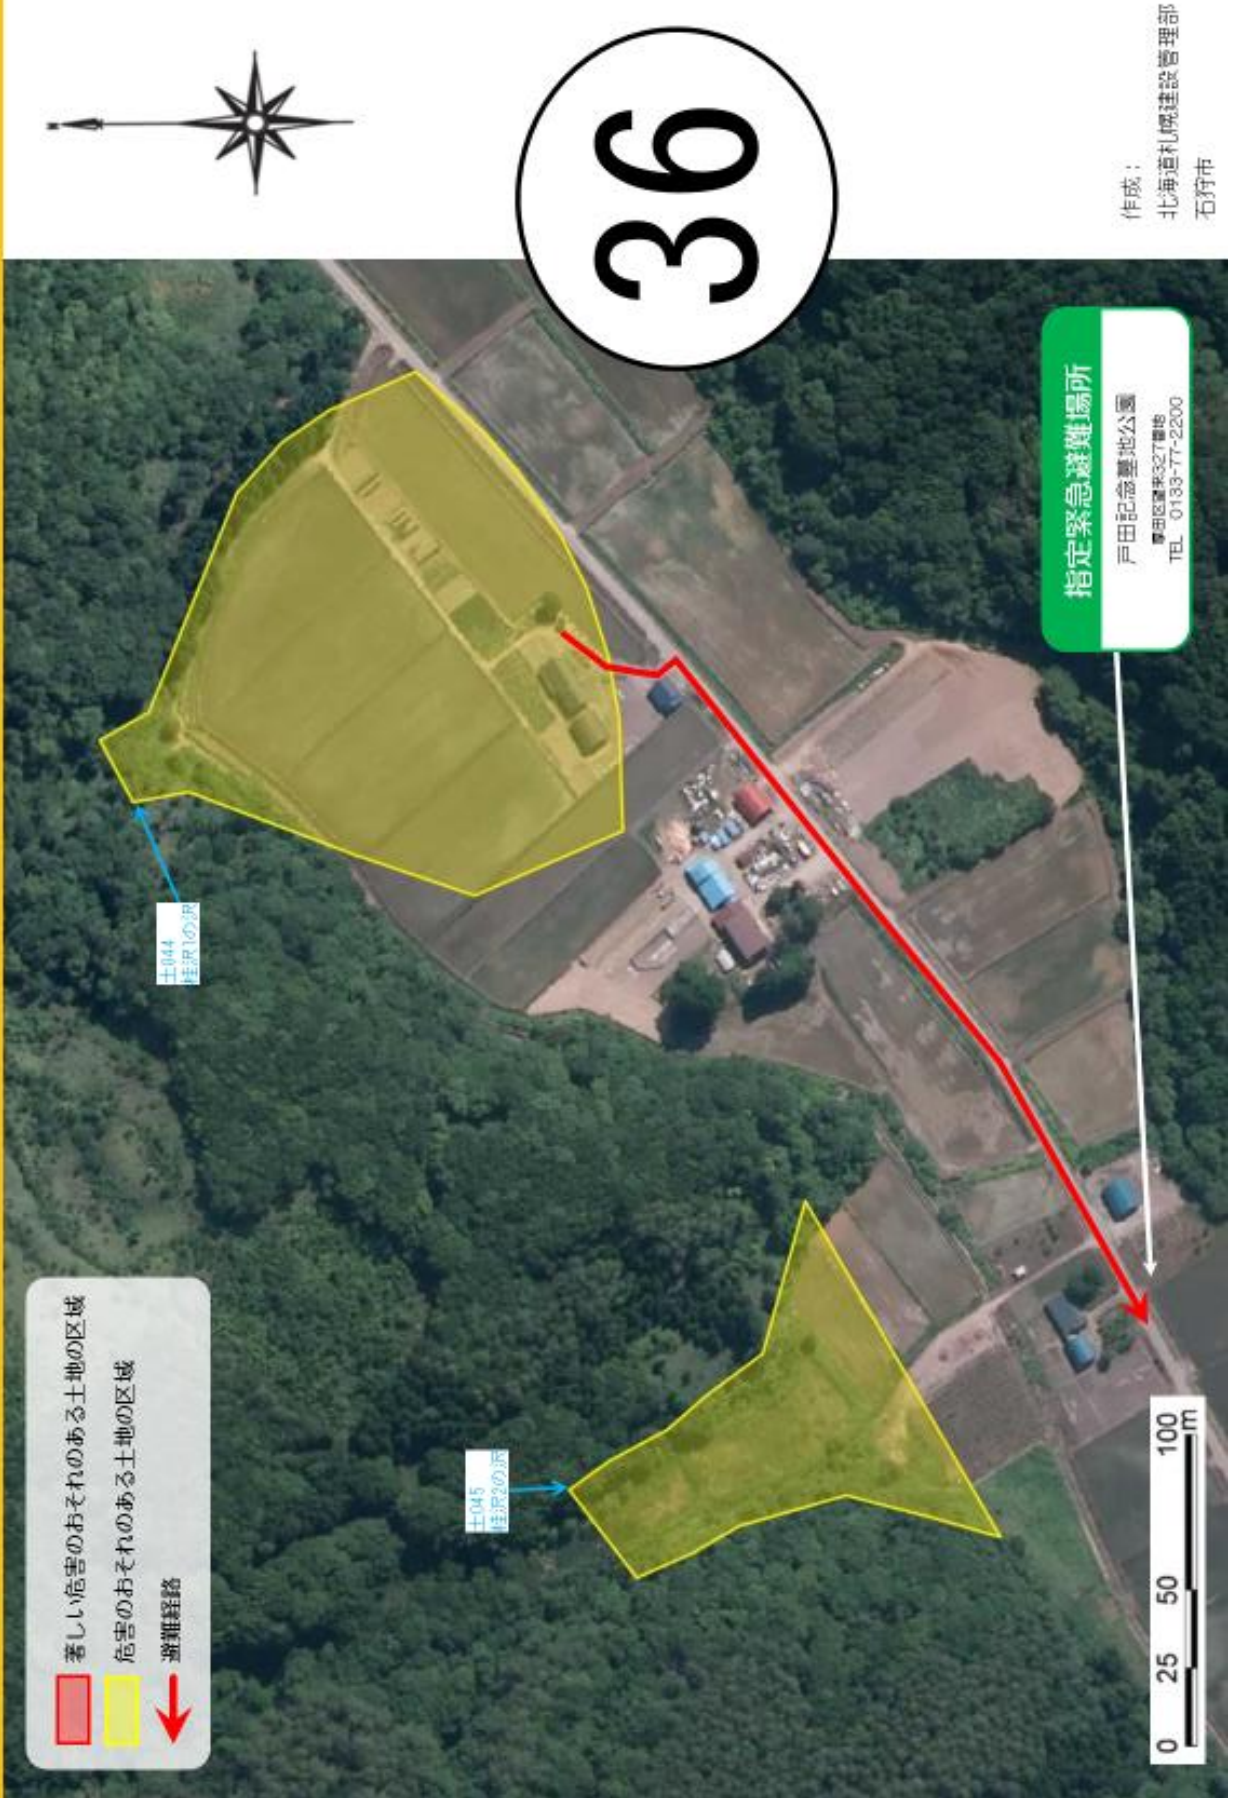 著しい危害のおそれのある土地の区域
危害のおそれのある土地の区域
避難経路
土045
桂沢2の沢
土044
桂沢1の沢
N
36
作成：
北海道札幌建設管理部
石狩市
指定緊急避難場所
戸田記念墓地公園
厚田区望来327番地
TEL 0133-77-2200
0 25 50 100
m